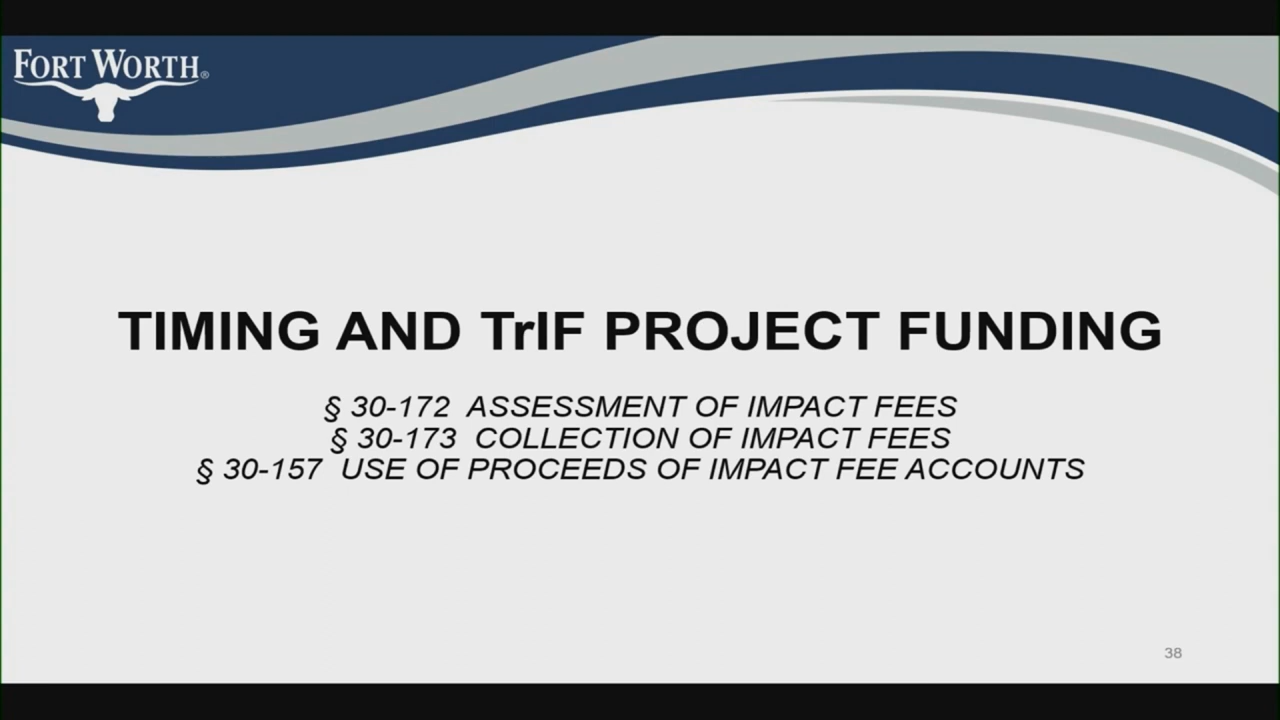 FORT WORTH®
TIMING AND TrIF PROJECT FUNDING
§ 30-172 ASSESSMENT OF IMPACT FEES
§ 30-173 COLLECTION OF IMPACT FEES
§ 30-157 USE OF PROCEEDS OF IMPACT FEE ACCOUNTS
38